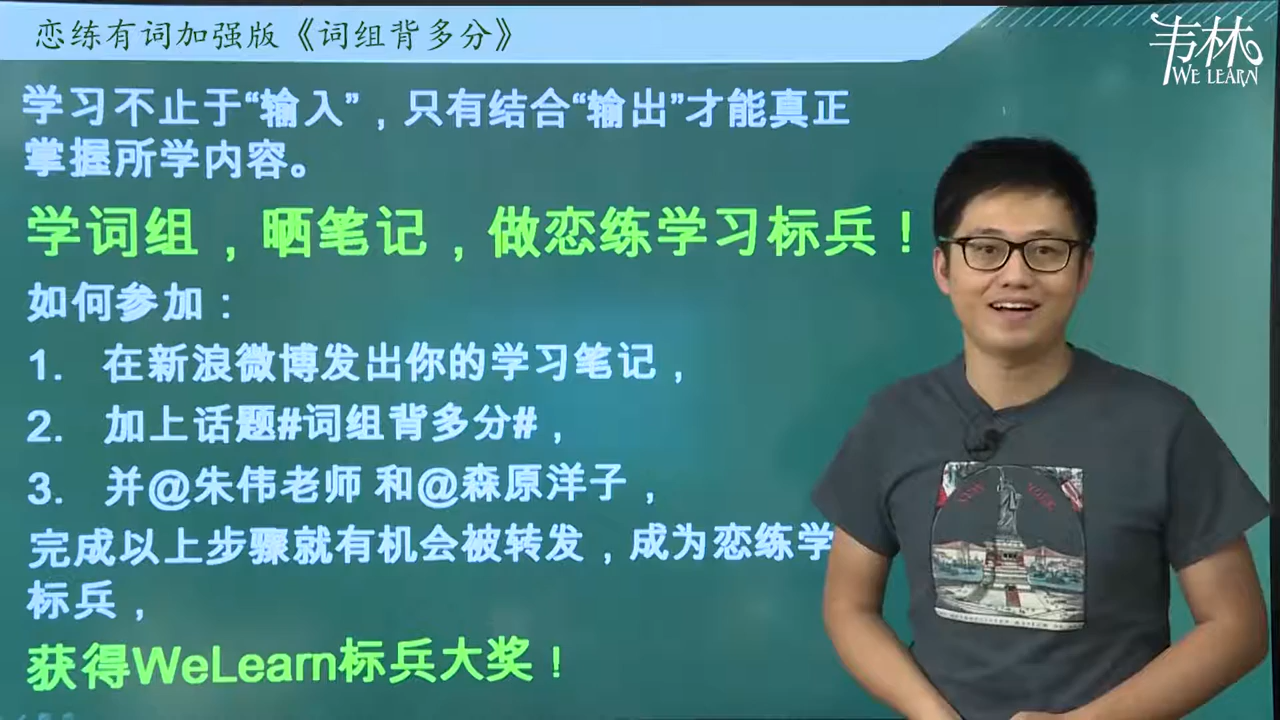 恋练有词加强版《词组背多分》
韦林
WE LEARN
学习不止于“输入”，只有结合“输出”才能真正
掌握所学内容。
学词组，晒笔记，做恋练学习标兵！
如何参加：
1. 在新浪微博发出你的学习笔记，
2. 加上话题#词组背多分#，
3. 并@朱伟老师 和@森原洋子，
完成以上步骤就有机会被转发，成为恋练学
标兵，
获得WeLearn标兵大奖！